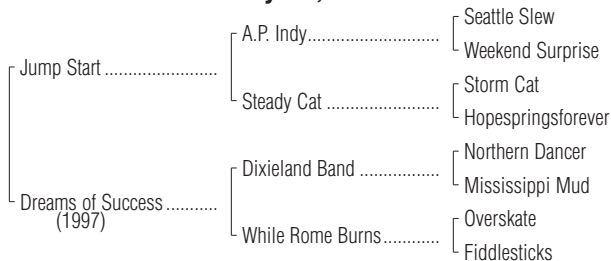 Seattle Slew
A.P. Indy
Weekend Surprise
Jump Start
Storm Cat
Steady Cat
Hopespringsforever
Northern Dancer
Dixieland Band
Mississippi Mud
Dreams of Success
(1997)
Overskate
While Rome Burns
Fiddlesticks